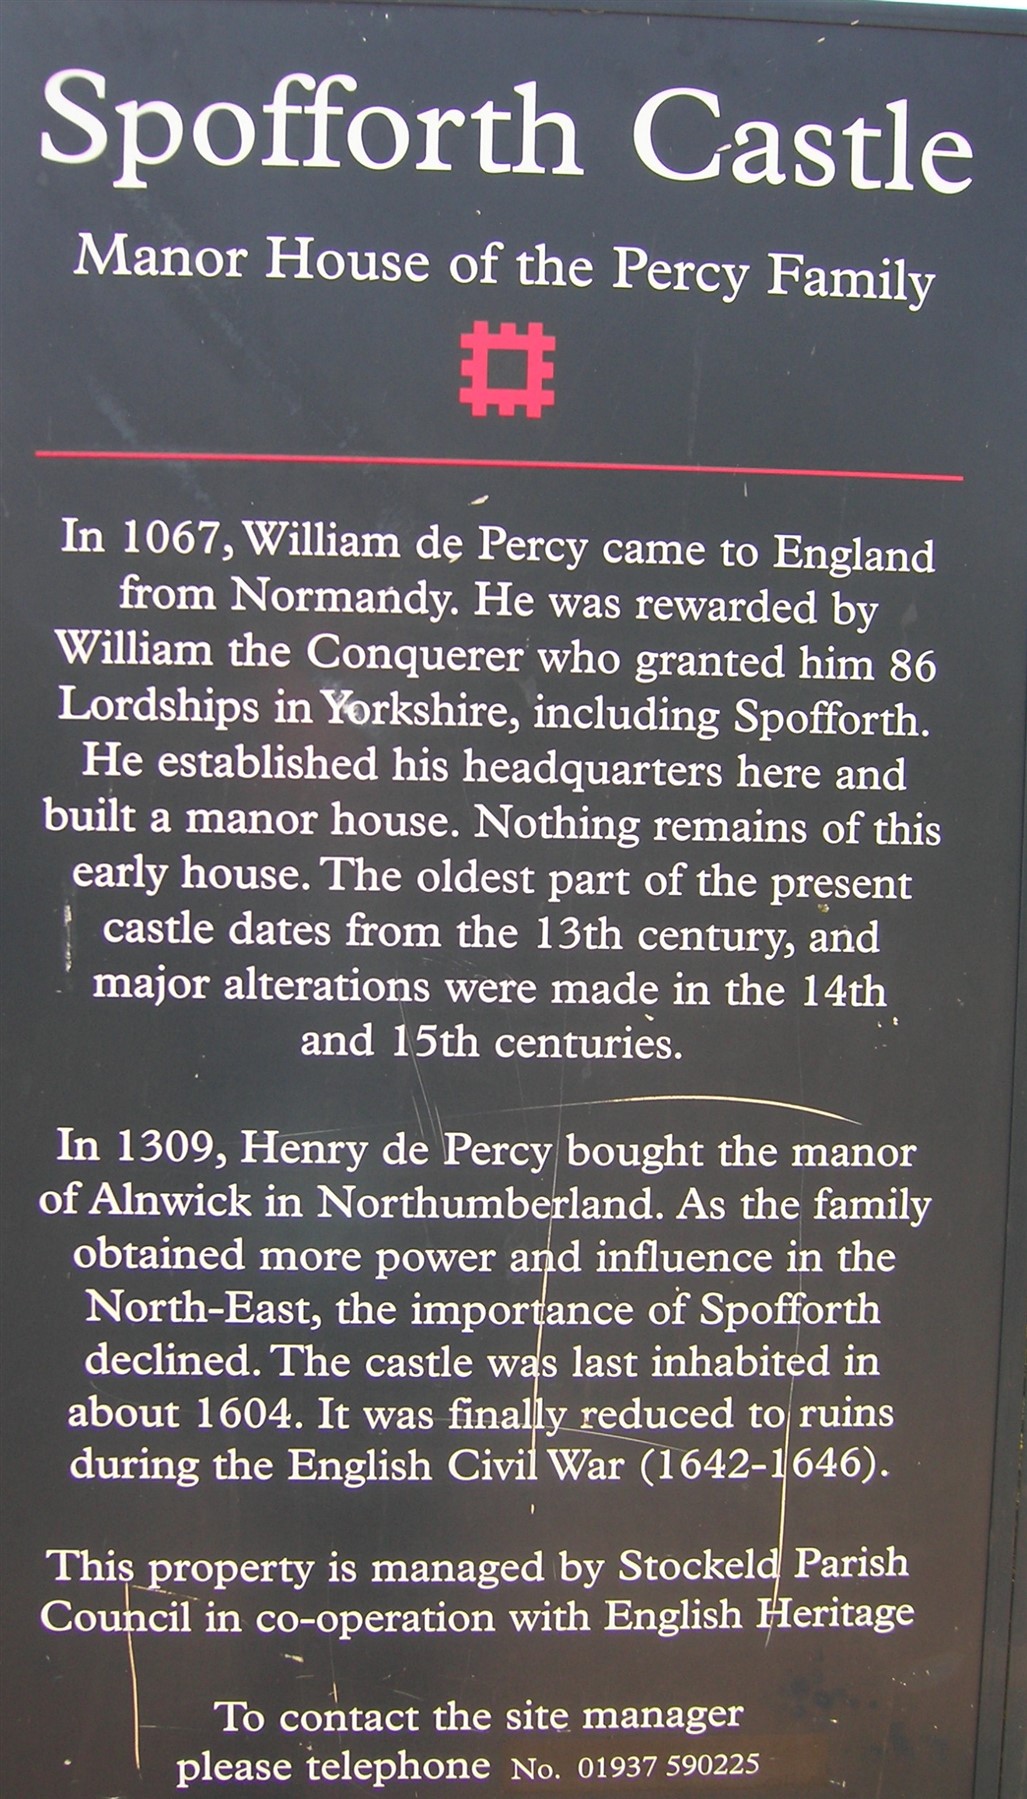 Spofforth Castle
Manor House of the Percy Family
In 1067, William de Percy came to England
from Normandy. He was rewarded by
William the Conquerer who granted him 86
Lordships in Yorkshire, including Spofforth.
He established his headquarters here and
built a manor house. Nothing remains of this
early house. The oldest part of the present
castle dates from the 13th century, and
major alterations were made in the 14th
and 15th centuries.
In 1309, Henry de Percy bought the manor
of Alnwick in Northumberland. As the family
obtained more power and influence in the
North-East, the importance of Spofforth
declined. The castle was last inhabited in
about 1604. It was finally reduced to ruins
during the English Civil War (1642-1646).
This property is managed by Stockeld Parish
Council in co-operation with English Heritage
To contact the site manager
please telephone No. 01937 590225